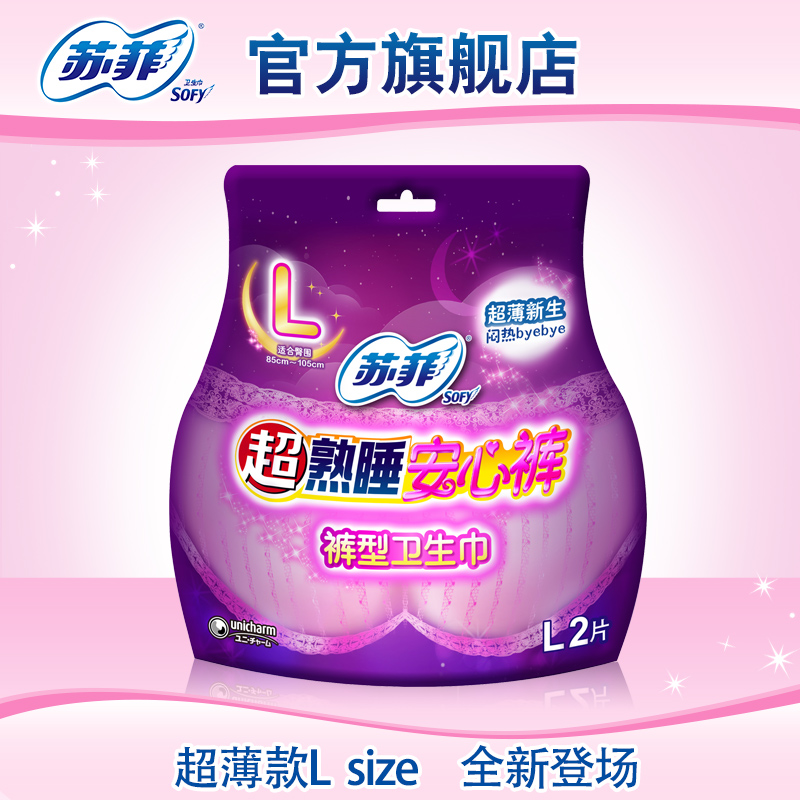 苏菲® 官方旗舰店
卫生巾
SOFY
L
适合臀围
85cm~105cm
超薄新生
闷热byebye
苏菲®
SOFY
超熟睡安心裤
裤型卫生巾
unicharm
ユニ・チャーム
L2片
超薄款L size 全新登场